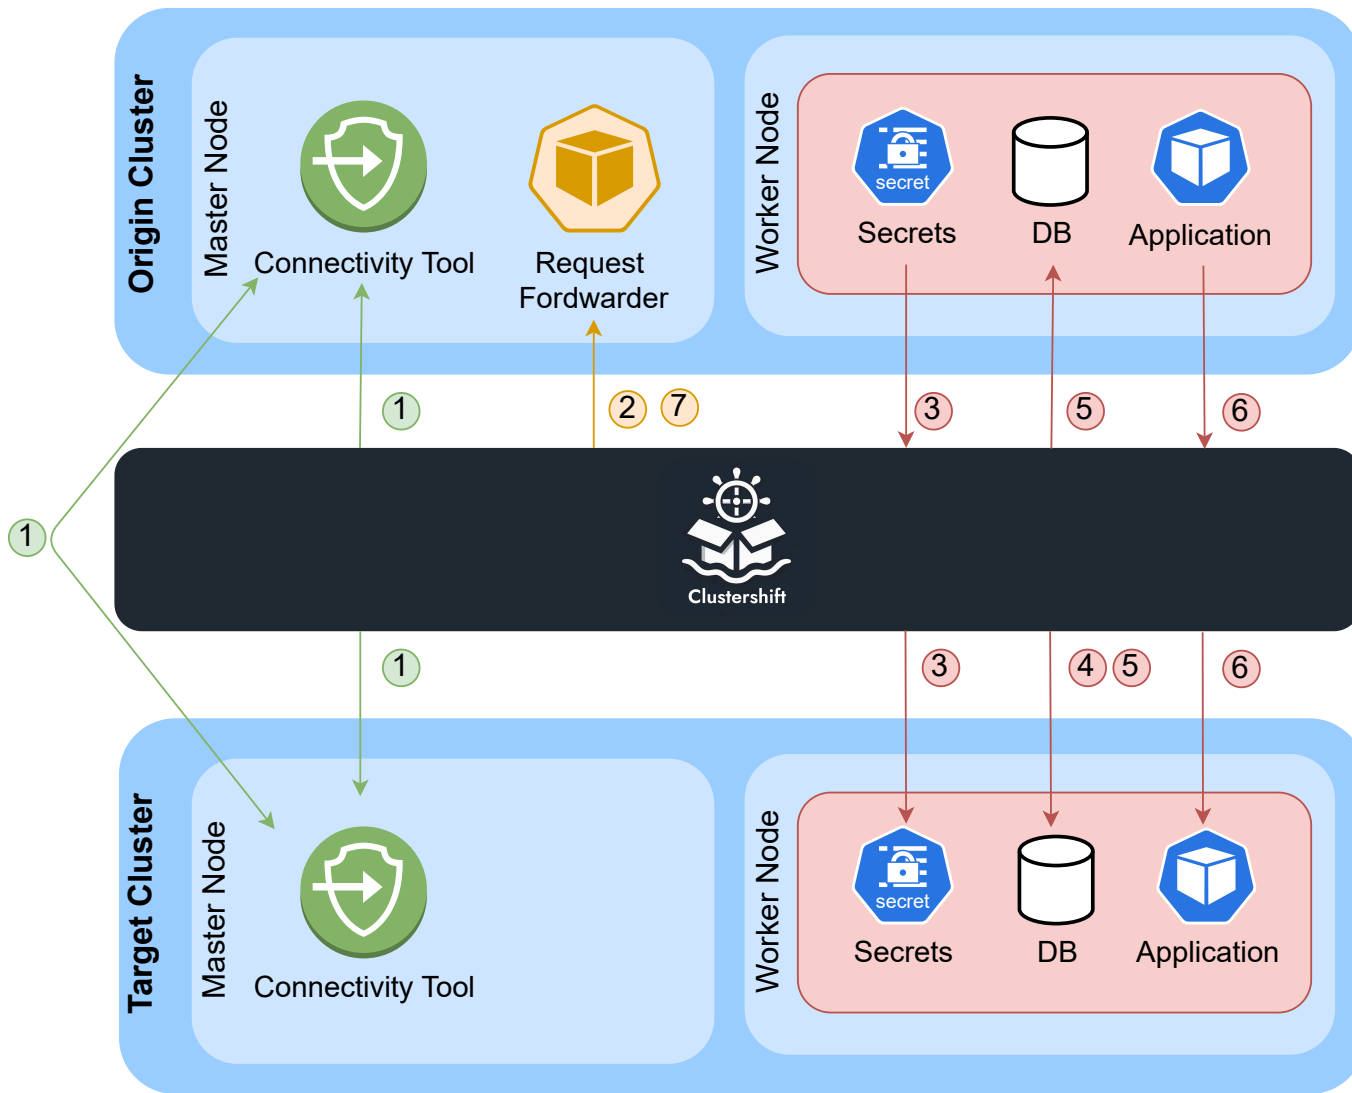 Origin Cluster
Master Node
Connectivity Tool
Request
Fordwarder
Worker Node
secret
Secrets
DB
Application
1
2
7
3
5
6
1
Clustershift
1
3
4
5
6
Target Cluster
Master Node
Connectivity Tool
Worker Node
secret
Secrets
DB
Application